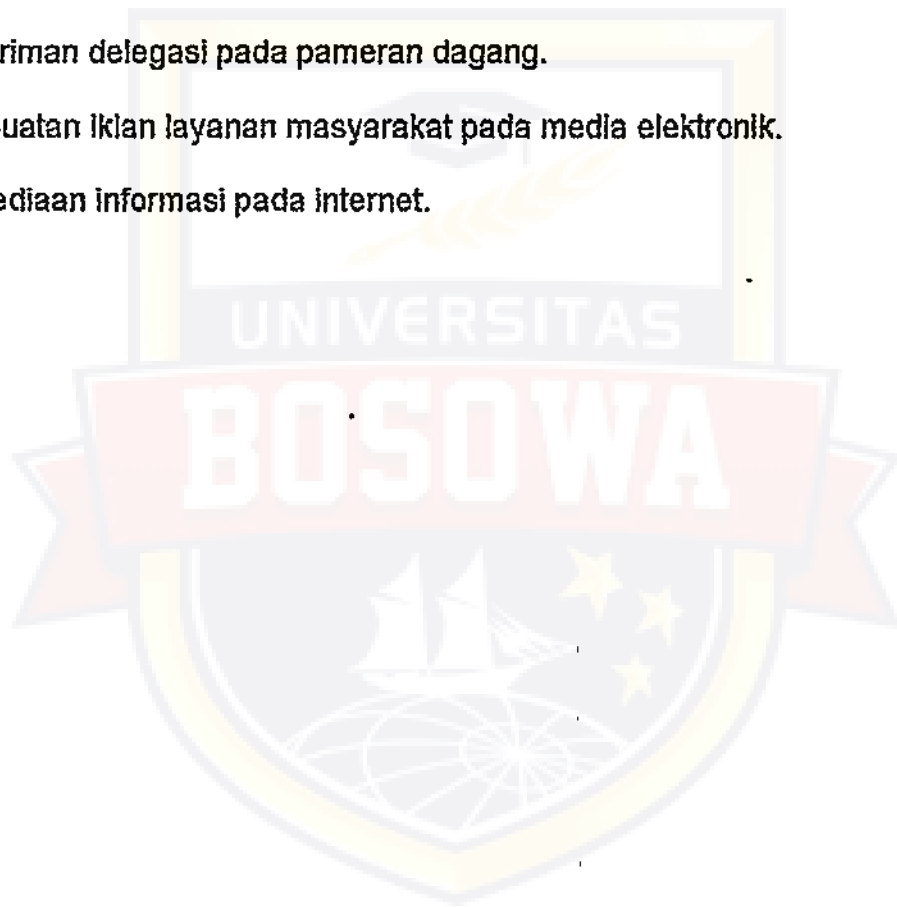 riman delegasi pada pameran dagang.
uatan iklan layanan masyarakat pada media elektronik.
ediaan informasi pada internet.
UNIVERSITAS
BOSOWA